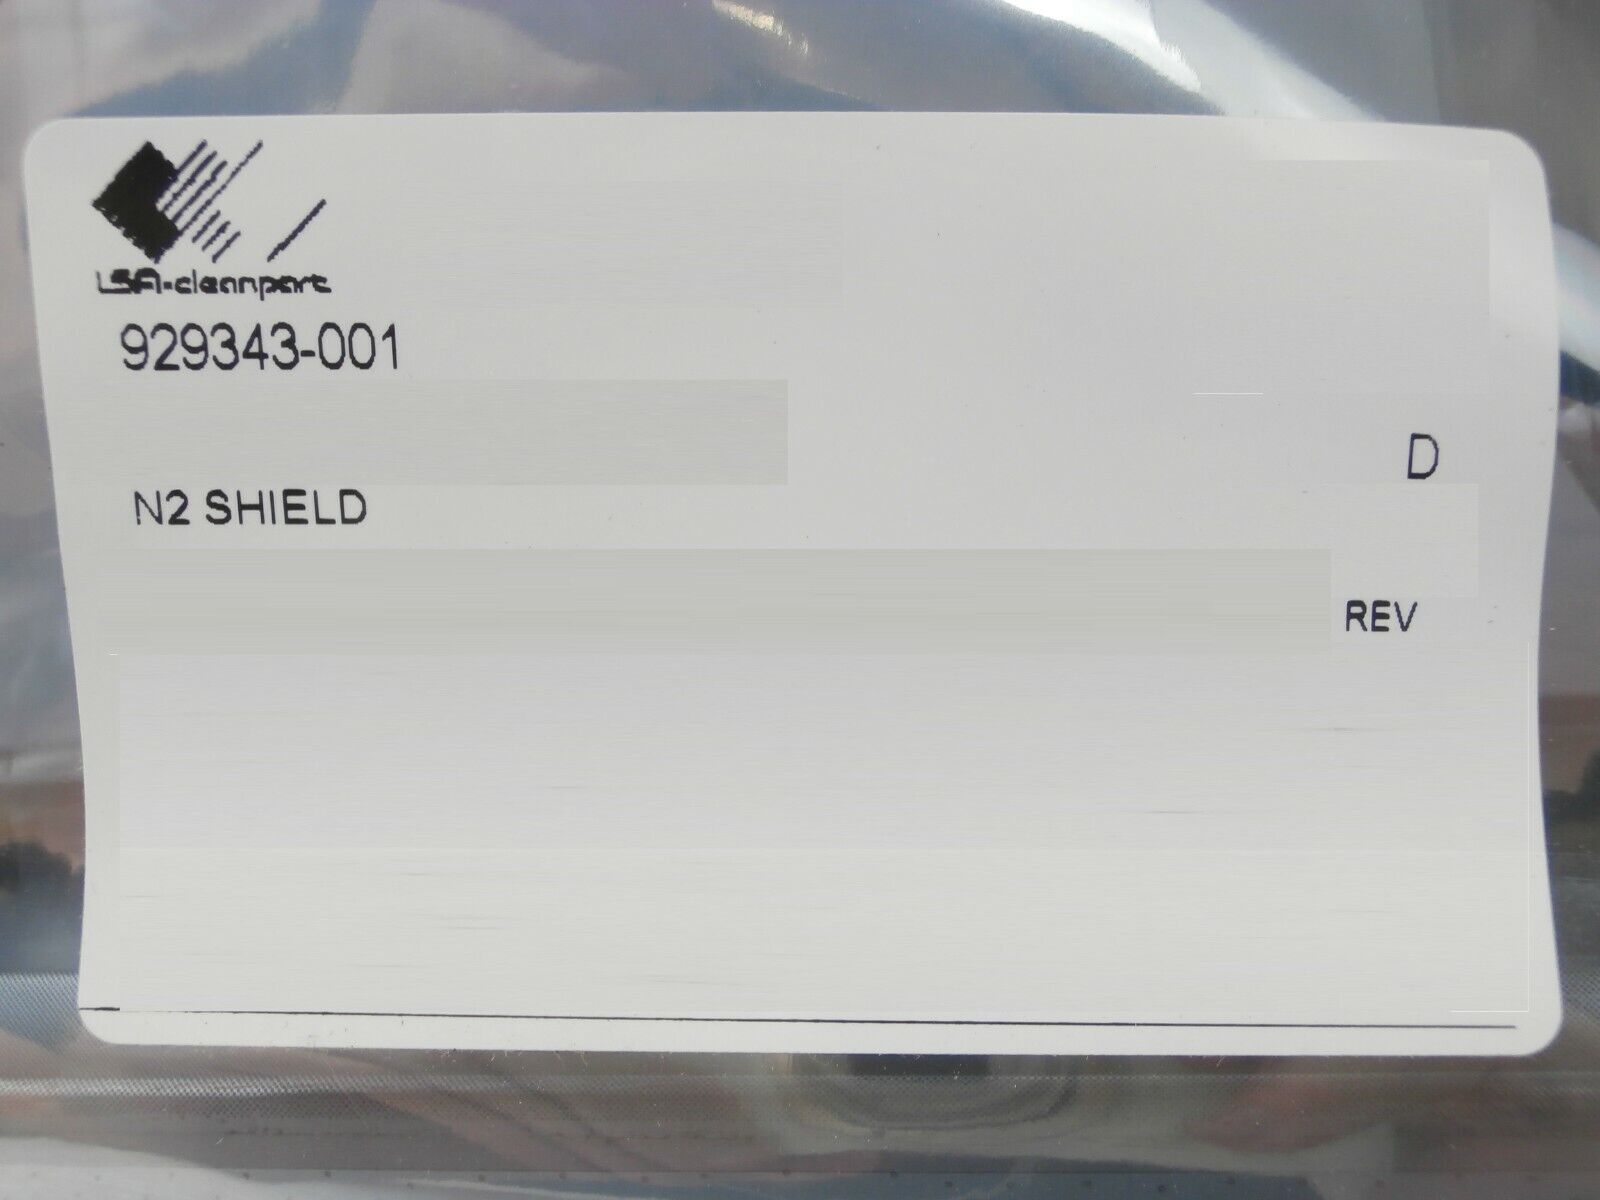 LSA-cleanpart
929343-001
D
N2 SHIELD
REV